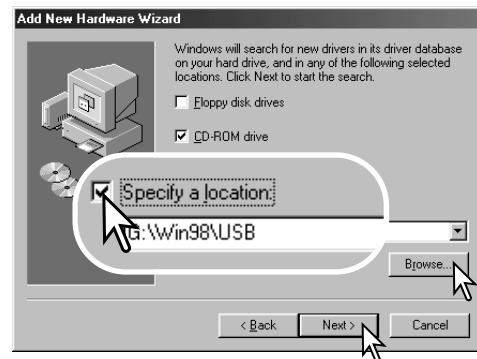 Add New Hardware Wizard
Windows will search for new drivers in its driver database
on your hard drive, and in any of the following selected
locations. Click Next to start the search.
Floppy disk drives
CD-ROM drive
Specify a location:
G:\Win98\USB
Browse...
< Back
Next >
Cancel